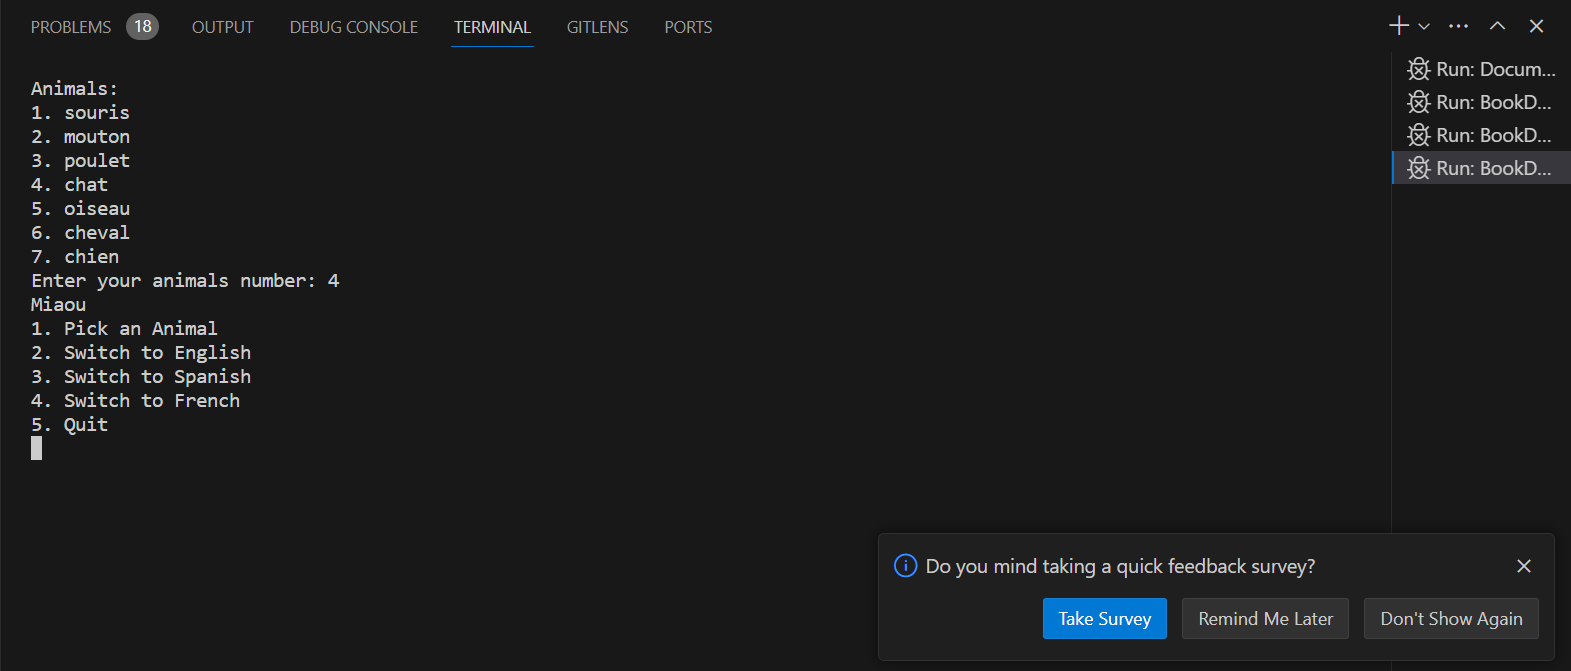 PROBLEMS 18 OUTPUT DEBUG CONSOLE TERMINAL GITLENS PORTS
Animals:
1. souris
2. mouton
3. poulet
4. chat
5. oiseau
6. cheval
7. chien
Enter your animals number: 4
Miaou
1. Pick an Animal
2. Switch to English
3. Switch to Spanish
4. Switch to French
5. Quit
Run: Docum...
Run: BookD...
Run: BookD...
Run: BookD...
Do you mind taking a quick feedback survey?
Take Survey Remind Me Later Don't Show Again